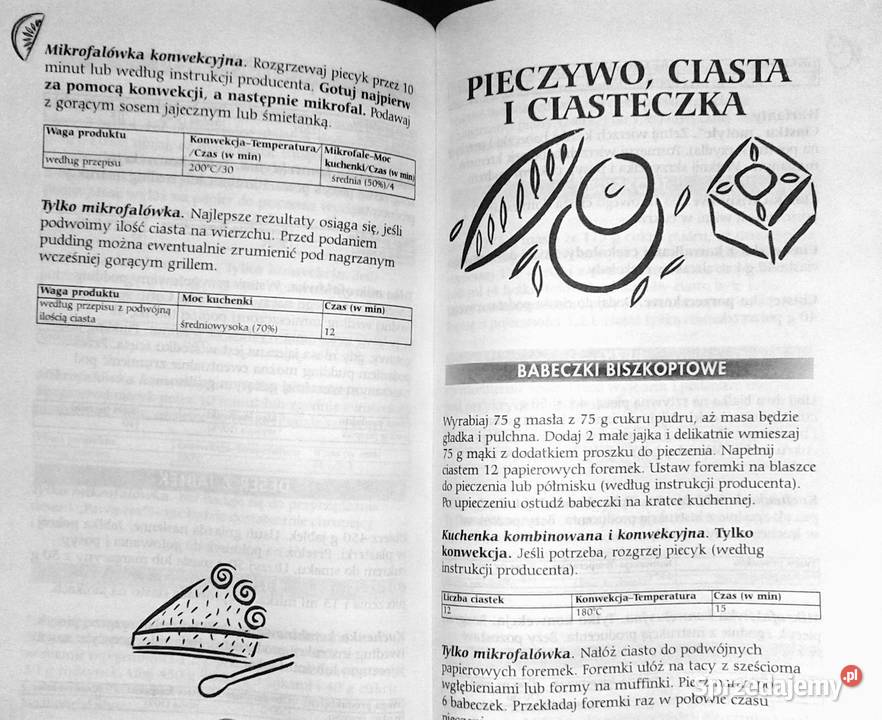 Mikrofalówka konwekcyjna. Rozgrzewaj piecyk przez 10
minut lub według instrukcji producenta. Gotuj najpierw
za pomocą konwekcji, a następnie mikrofal. Podawaj
z gorącym sosem jajecznym lub śmietanką.
Waga produktu Konwekcja–Temperatura/ Mikrofale–Moc
/Czas (w min) kuchenki/Czas (w min)
według przepisu 200°C/30 średnia (50%)/4
Tylko mikrofalówka. Najlepsze rezultaty osiąga się, jeśli
podwoimy ilość ciasta na wierzchu. Przed podaniem
pudding można ewentualnie zrumienić pod nagrzanym
wcześniej gorącym grillem.
Waga produktu Moc kuchenki Czas (w min)
według przepisu z podwójną
ilością ciasta średniowysoka (70%) 12
PIECZYWO, CIASTA
I CIASTECZKA
BABECZKI BISZKOPTOWE
Wyrabiaj 75 g masła z 75 g cukru pudru, aż masa będzie
gładka i pulchna. Dodaj 2 małe jajka i delikatnie wmieszaj
75 g mąki z dodatkiem proszku do pieczenia. Napełnij
ciastem 12 papierowych foremek. Ustaw foremki na blaszce
do pieczenia lub półmisku (według instrukcji producenta).
Po upieczeniu ostudź babeczki na kratce kuchennej.
Kuchenka kombinowana i konwekcyjna. Tylko
konwekcja. Jeśli potrzeba, rozgrzej piecyk (według
instrukcji producenta).
Liczba ciastek Konwekcja–Temperatura Czas (w min)
12 180°C 15
Tylko mikrofalówka. Nałóż ciasto do podwójnych
papierowych foremek. Foremki ułóż na tacy z sześcioma
wgłębieniami lub formy na muffinki. Piecz
6 babeczek. Przekładaj foremki raz w połowie czasu
Sprzedajemy.pl